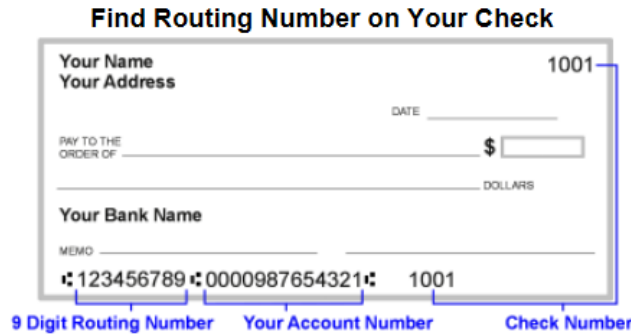 Find Routing Number on Your Check
Your Name
Your Address
1001
DATE
PAY TO THE
ORDER OF
$
DOLLARS
Your Bank Name
MEMO
⑆123456789⑆0000987654321⑆ 1001
9 Digit Routing Number Your Account Number Check Number